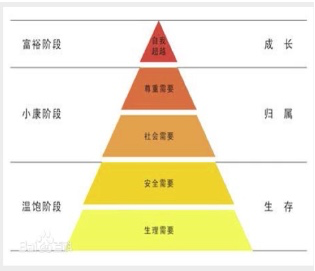 富裕阶段
自我
超越
成 长
尊重需要
小康阶段
归 属
社会需要
安全需要
温饱阶段
生 存
生理需要